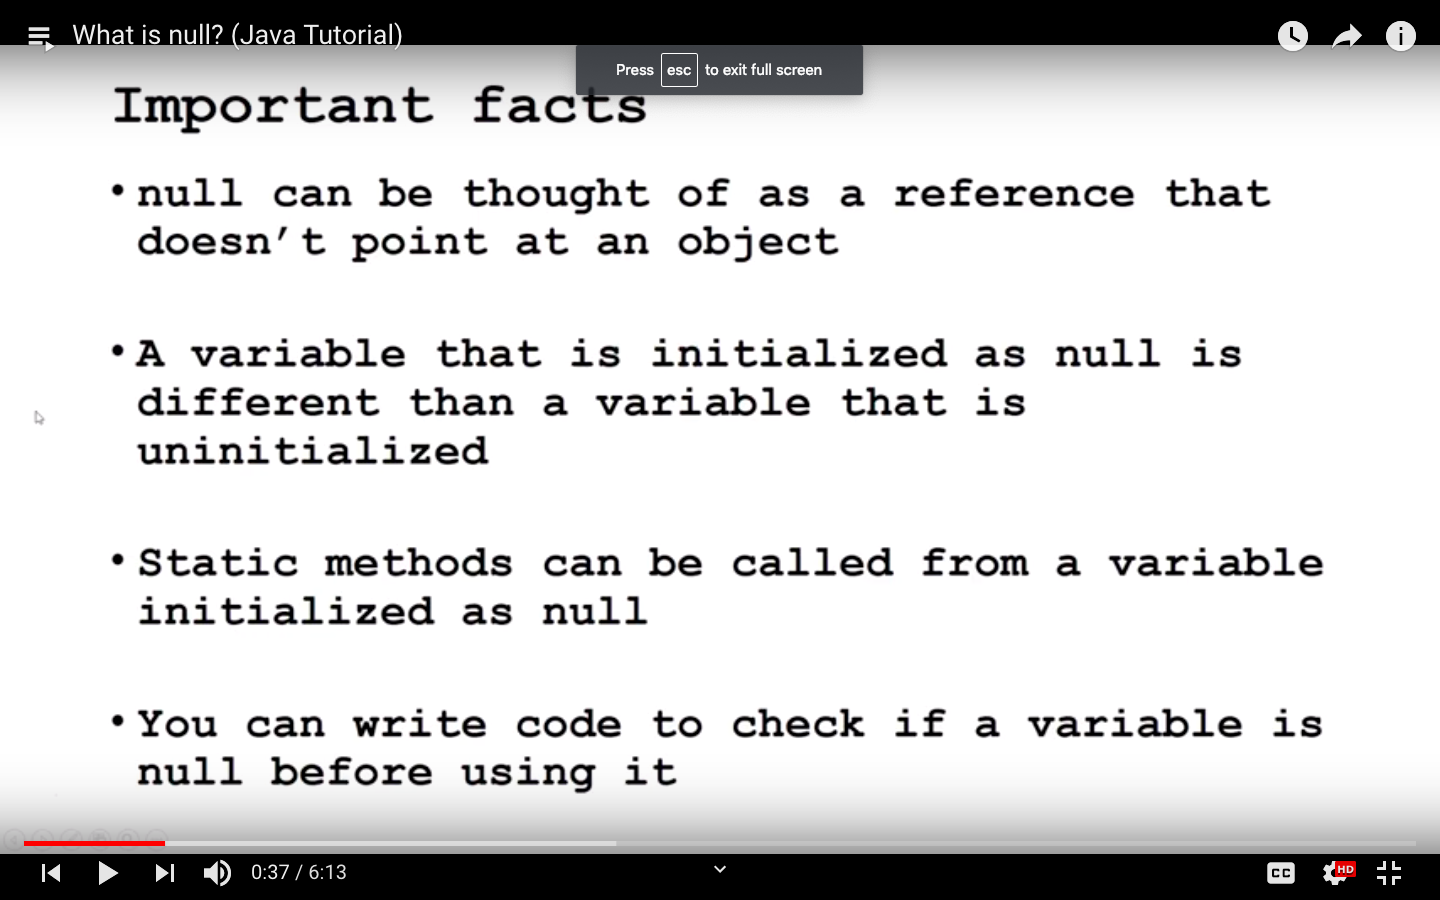 What is null? (Java Tutorial)
Press esc to exit full screen
Important facts
• null can be thought of as a reference that
doesn't point at an object
• A variable that is initialized as null is
different than a variable that is
uninitialized
• Static methods can be called from a variable
initialized as null
• You can write code to check if a variable is
null before using it
0:37 / 6:13
CC
HD